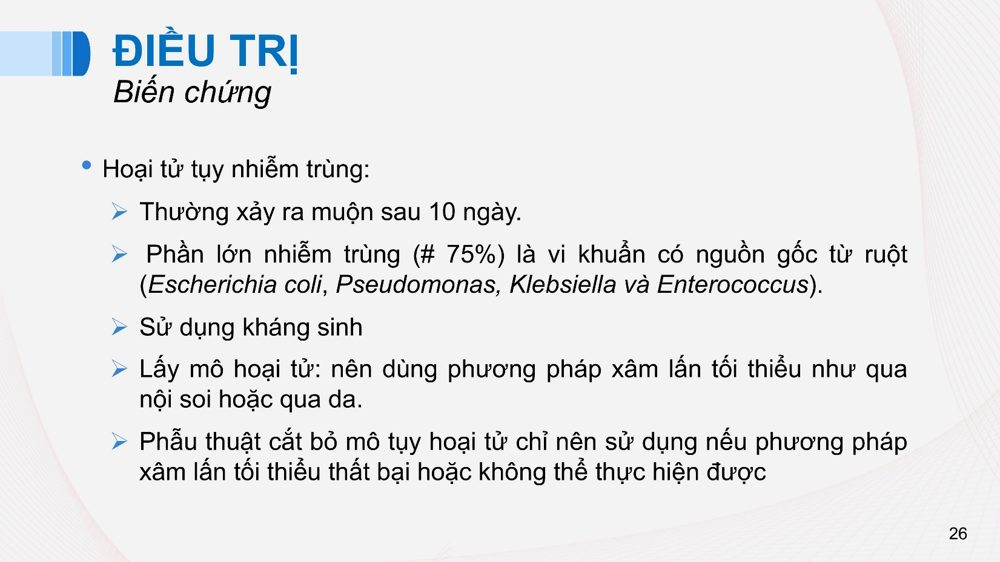 ĐIỀU TRỊ
Biến chứng
• Hoại tử tụy nhiễm trùng:
➢ Thường xảy ra muộn sau 10 ngày.
➢ Phần lớn nhiễm trùng (# 75%) là vi khuẩn có nguồn gốc từ ruột
(Escherichia coli, Pseudomonas, Klebsiella và Enterococcus).
➢ Sử dụng kháng sinh
➢ Lấy mô hoại tử: nên dùng phương pháp xâm lấn tối thiểu như qua
nội soi hoặc qua da.
➢ Phẫu thuật cắt bỏ mô tụy hoại tử chỉ nên sử dụng nếu phương pháp
xâm lấn tối thiểu thất bại hoặc không thể thực hiện được
26